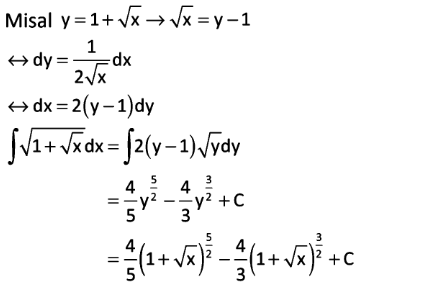 Misal y = 1 + √x → √x = y − 1
↔ dy = 1/(2√x) dx
↔ dx = 2(y − 1)dy
∫√(1 + √x) dx = ∫2(y − 1)√y dy
= 4/5 y^(5/2) − 4/3 y^(3/2) + C
= 4/5 (1 + √x)^(5/2) − 4/3 (1 + √x)^(3/2) + C